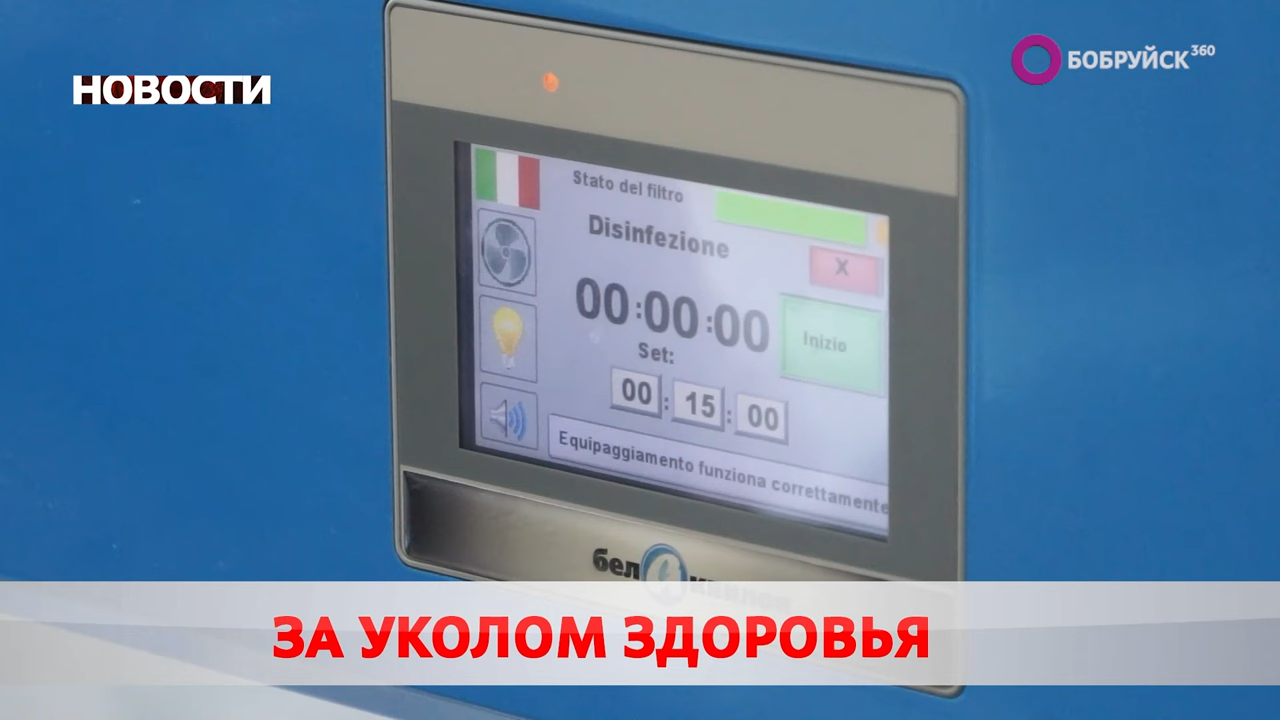 НОВОСТИ
БОБРУЙСК360
Stato del filtro
Disinfezione
X
00:00:00
Inizio
Set:
00:15:00
Equipaggiamento funziona correttamente
бел
ЗА УКОЛОМ ЗДОРОВЬЯ